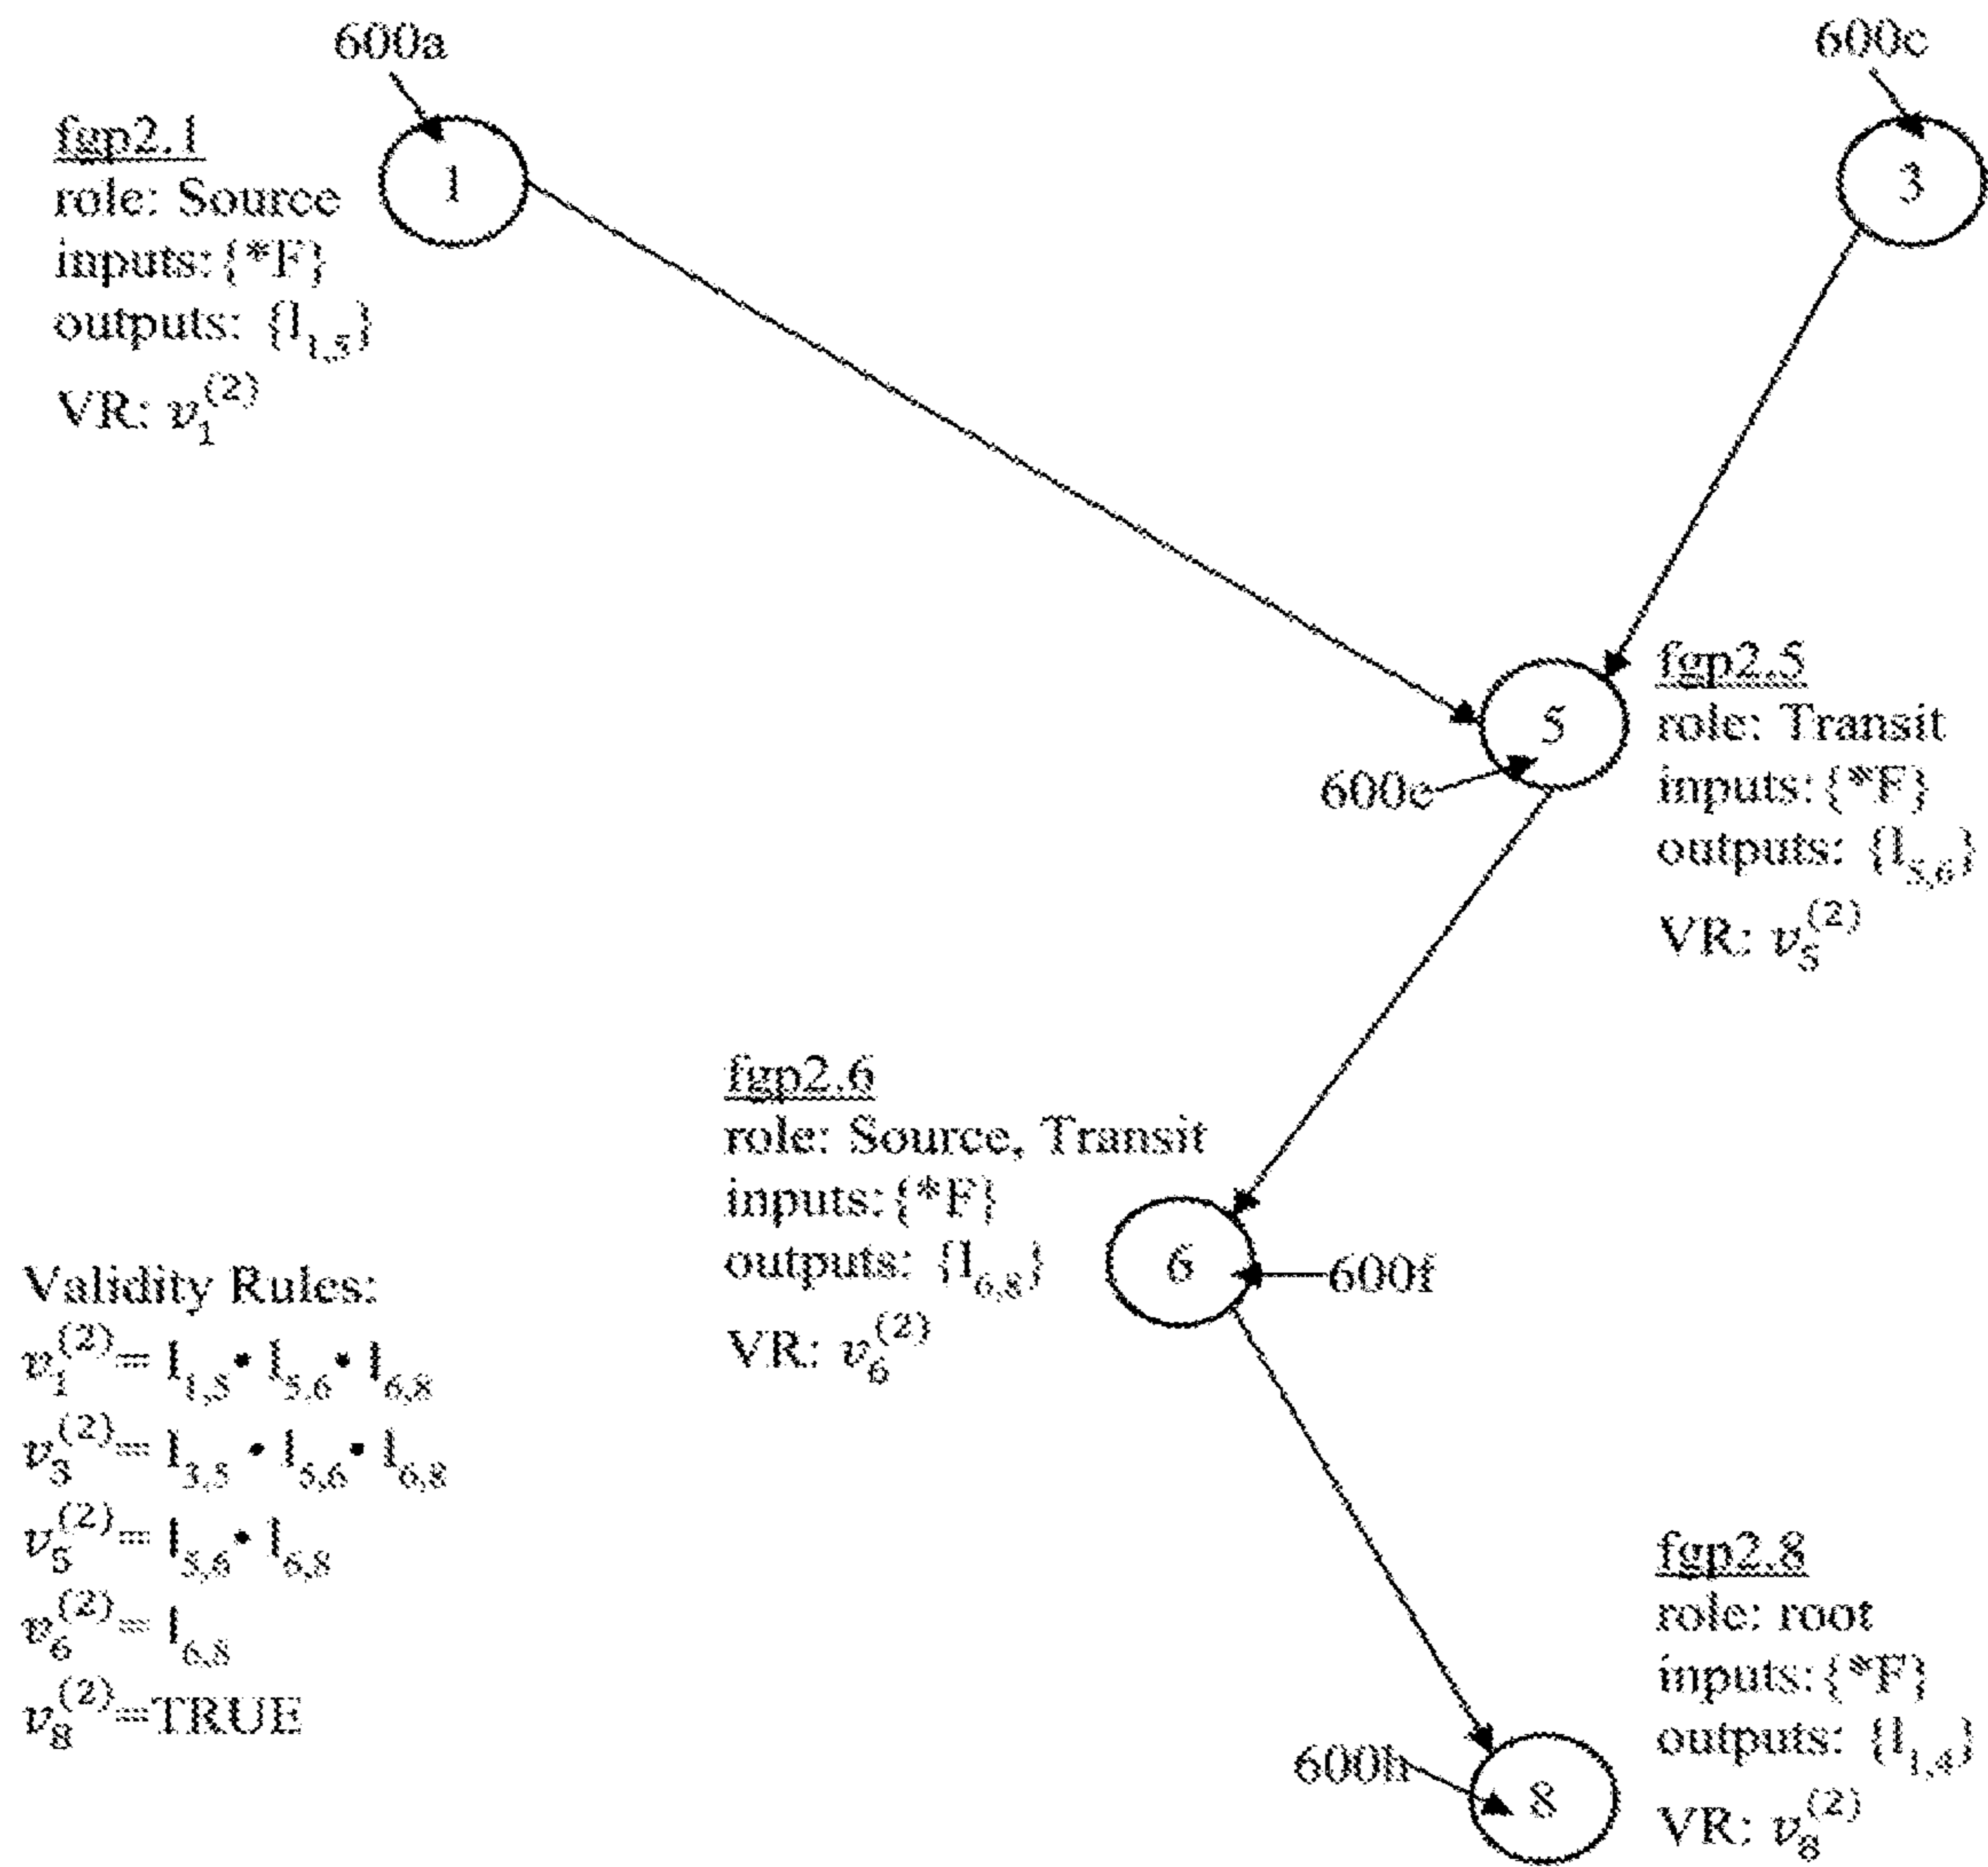 600a
600c
fgp2.1
role: Source
inputs:{*F}
outputs: {l1,5}
VR: v1(2)
1
3
fgp2.5
role: Transit
inputs:{*F}
outputs: {l5,6}
VR: v5(2)
5
600e
fgp2.6
role: Source, Transit
inputs:{*F}
outputs: {l6,8}
VR: v6(2)
6
600f
Validity Rules:
v1(2)= l1,5• l5,6• l6,8
v3(2)= l3,5 • l5,6• l6,8
v5(2)= l5,6• l6,8
v6(2)= l6,8
v8(2)=TRUE
fgp2.8
role: root
inputs:{*F}
outputs: {l1,4}
VR: v8(2)
600h
8